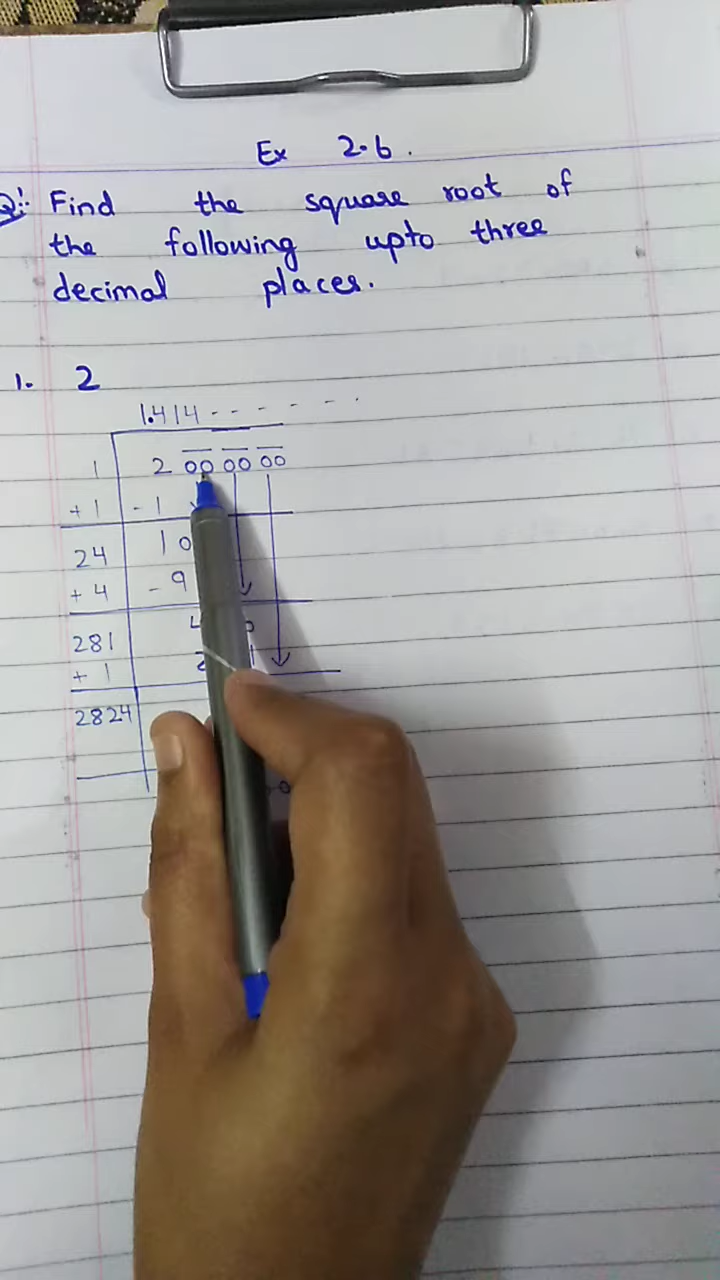 Ex 2.6.
Q1: Find the square root of
the following upto three
decimal places.
1. 2
1.414 - - - - - .
1 2 00 00 00
+ 1 - 1
24 10
+ 4 - 9
281
+ 1
2824